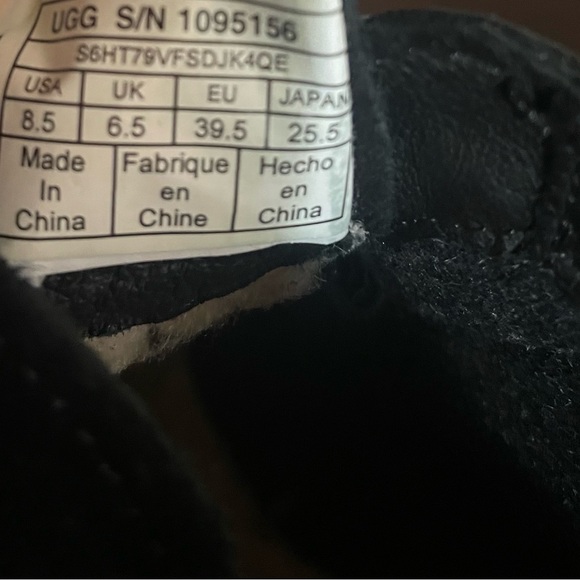 UGG S/N 1095156
S6HT79VFSDJK4QE
USA UK EU JAPAN
8.5 6.5 39.5 25.5
Made Fabrique Hecho
In en en
China Chine China